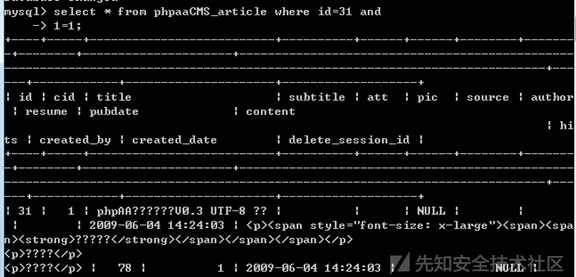 mysql> select * from phpaaCMS_article where id=31 and
    -> 1=1;
| id | cid | title | subtitle | att | pic | source | author
| resume | pubdate | content
| hi
ts | created_by | created_date | delete_session_id |
| 31 | 1 | phpAA??????V0.3 UTF-8 ?? | | | | NULL | |
| | 2009-06-04 14:24:03 | <p><span style="font-size: x-large"><span><spa
n><strong>?????</strong></span></span></span></p>
<p>????</p>
<p>????</p> | 78 | 1 | 2009-06-04 14:24:03 | NULL |
先知安全技术社区